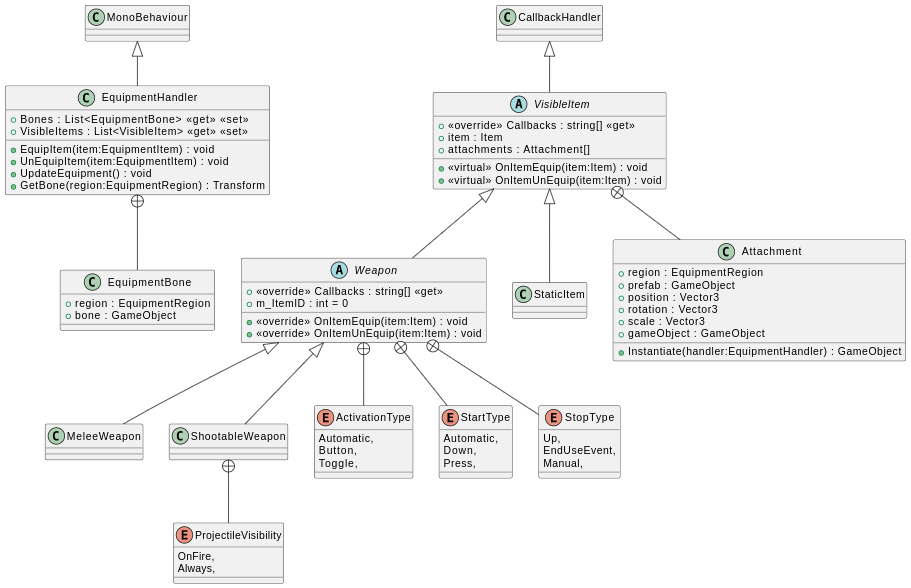 C MonoBehaviour
C CallbackHandler
C EquipmentHandler
Bones : List<EquipmentBone> «get» «set»
VisibleItems : List<VisibleItem> «get» «set»
EquipItem(item:EquipmentItem) : void
UnEquipItem(item:EquipmentItem) : void
UpdateEquipment() : void
GetBone(region:EquipmentRegion) : Transform
A VisibleItem
«override» Callbacks : string[] «get»
item : Item
attachments : Attachment[]
«virtual» OnItemEquip(item:Item) : void
«virtual» OnItemUnEquip(item:Item) : void
C EquipmentBone
region : EquipmentRegion
bone : GameObject
A Weapon
«override» Callbacks : string[] «get»
m_ItemID : int = 0
«override» OnItemEquip(item:Item) : void
«override» OnItemUnEquip(item:Item) : void
C StaticItem
C Attachment
region : EquipmentRegion
prefab : GameObject
position : Vector3
rotation : Vector3
scale : Vector3
gameObject : GameObject
Instantiate(handler:EquipmentHandler) : GameObject
C MeleeWeapon
C ShootableWeapon
E ActivationType
Automatic,
Button,
Toggle,
E StartType
Automatic,
Down,
Press,
E StopType
Up,
EndUseEvent,
Manual,
E ProjectileVisibility
OnFire,
Always,